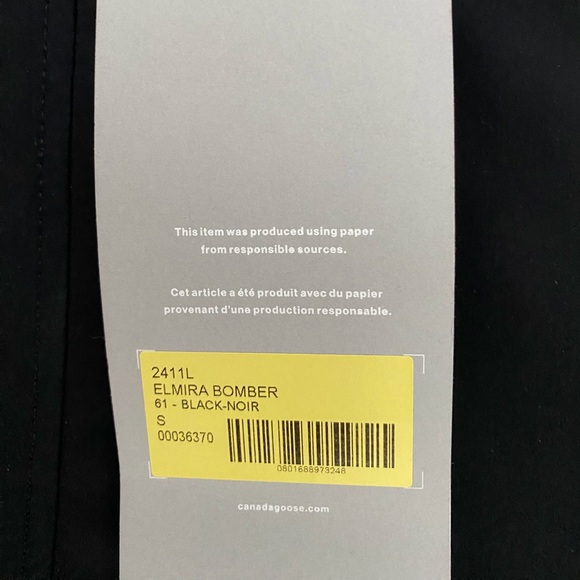 This item was produced using paper
from responsible sources.
Cet article a été produit avec du papier
provenant d'une production responsable.
2411L
ELMIRA BOMBER
61 - BLACK-NOIR
S
00036370
0801688973248
canadagoose.com